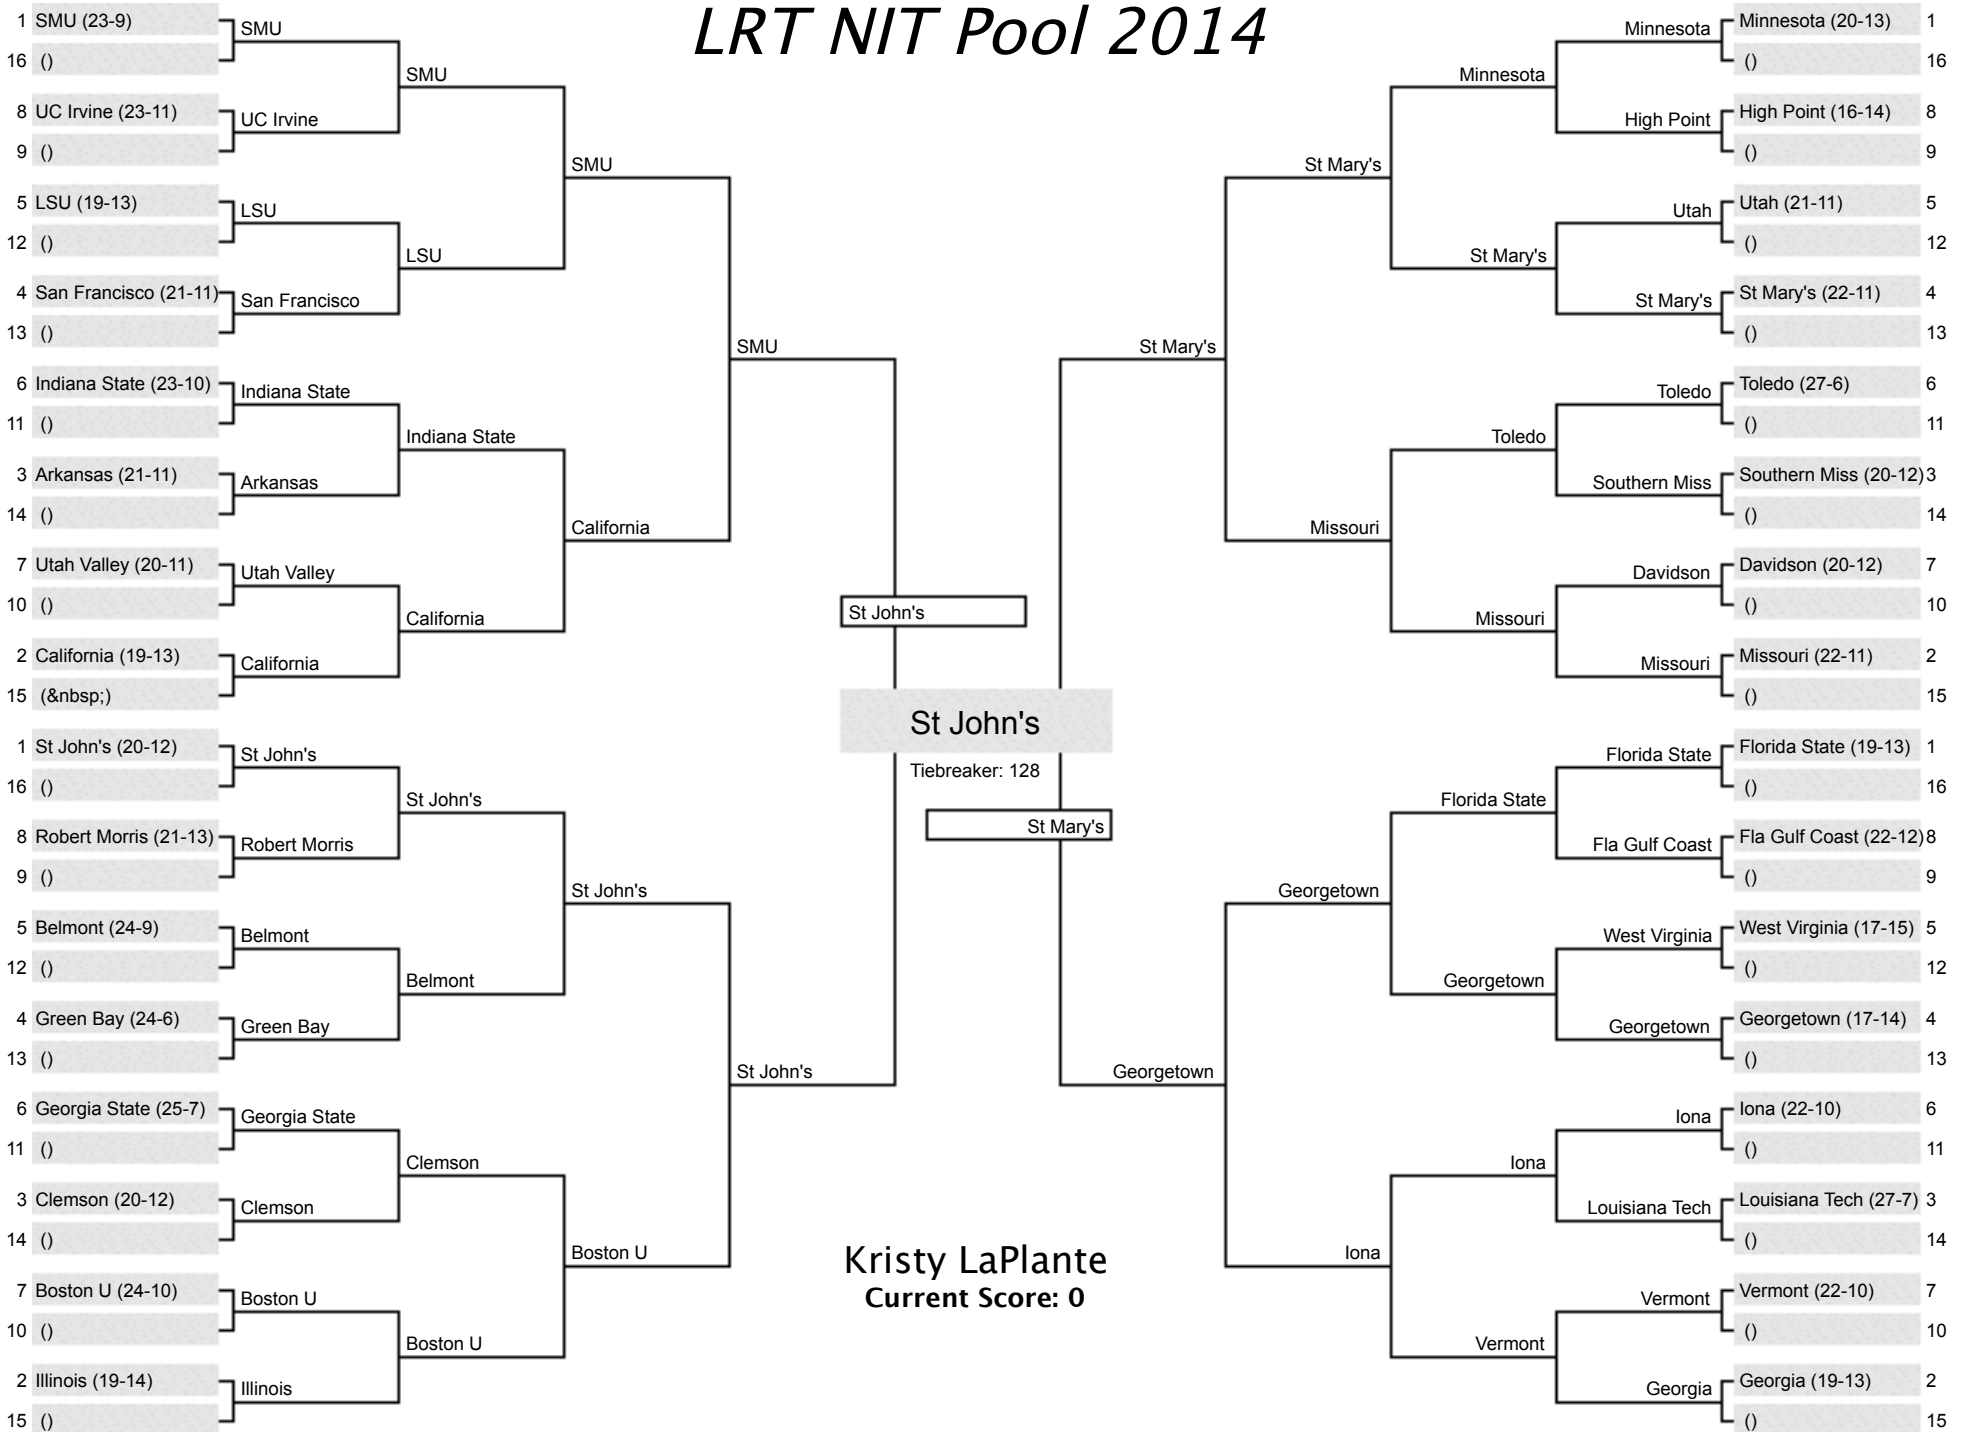 LRT NIT Pool 2014
1 SMU (23-9)
16 ()
8 UC Irvine (23-11)
9 ()
5 LSU (19-13)
12 ()
4 San Francisco (21-11)
13 ()
6 Indiana State (23-10)
11 ()
3 Arkansas (21-11)
14 ()
7 Utah Valley (20-11)
10 ()
2 California (19-13)
15 (&nbsp;)
1 St John's (20-12)
16 ()
8 Robert Morris (21-13)
9 ()
5 Belmont (24-9)
12 ()
4 Green Bay (24-6)
13 ()
6 Georgia State (25-7)
11 ()
3 Clemson (20-12)
14 ()
7 Boston U (24-10)
10 ()
2 Illinois (19-14)
15 ()
SMU
UC Irvine
LSU
San Francisco
Indiana State
Arkansas
Utah Valley
California
St John's
Robert Morris
Belmont
Green Bay
Georgia State
Clemson
Boston U
Illinois
SMU
LSU
Indiana State
California
St John's
Belmont
Clemson
Boston U
SMU
California
St John's
Boston U
SMU
St John's
St John's
St John's
Tiebreaker: 128
St Mary's
Kristy LaPlante
Current Score: 0
St Mary's
Georgetown
St Mary's
Missouri
Georgetown
Iona
Minnesota
St Mary's
Toledo
Missouri
Florida State
Georgetown
Iona
Vermont
Minnesota
High Point
Utah
St Mary's
Toledo
Southern Miss
Davidson
Missouri
Florida State
Fla Gulf Coast
West Virginia
Georgetown
Iona
Louisiana Tech
Vermont
Georgia
Minnesota (20-13) 1
() 16
High Point (16-14) 8
() 9
Utah (21-11) 5
() 12
St Mary's (22-11) 4
() 13
Toledo (27-6) 6
() 11
Southern Miss (20-12) 3
() 14
Davidson (20-12) 7
() 10
Missouri (22-11) 2
() 15
Florida State (19-13) 1
() 16
Fla Gulf Coast (22-12) 8
() 9
West Virginia (17-15) 5
() 12
Georgetown (17-14) 4
() 13
Iona (22-10) 6
() 11
Louisiana Tech (27-7) 3
() 14
Vermont (22-10) 7
() 10
Georgia (19-13) 2
() 15